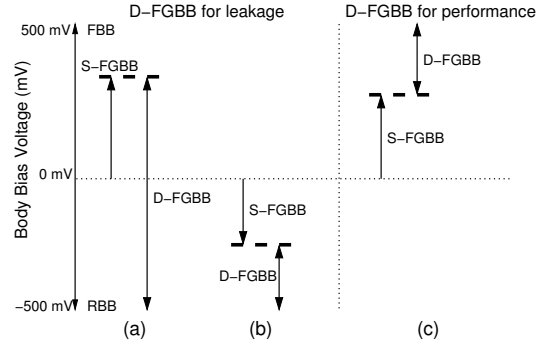 D−FGBB for leakage
D−FGBB for performance
500 mV
FBB
S−FGBB
D−FGBB
S−FGBB
Body Bias Voltage (mV)
0 mV
D−FGBB
S−FGBB
D−FGBB
−500 mV
RBB
(a)
(b)
(c)